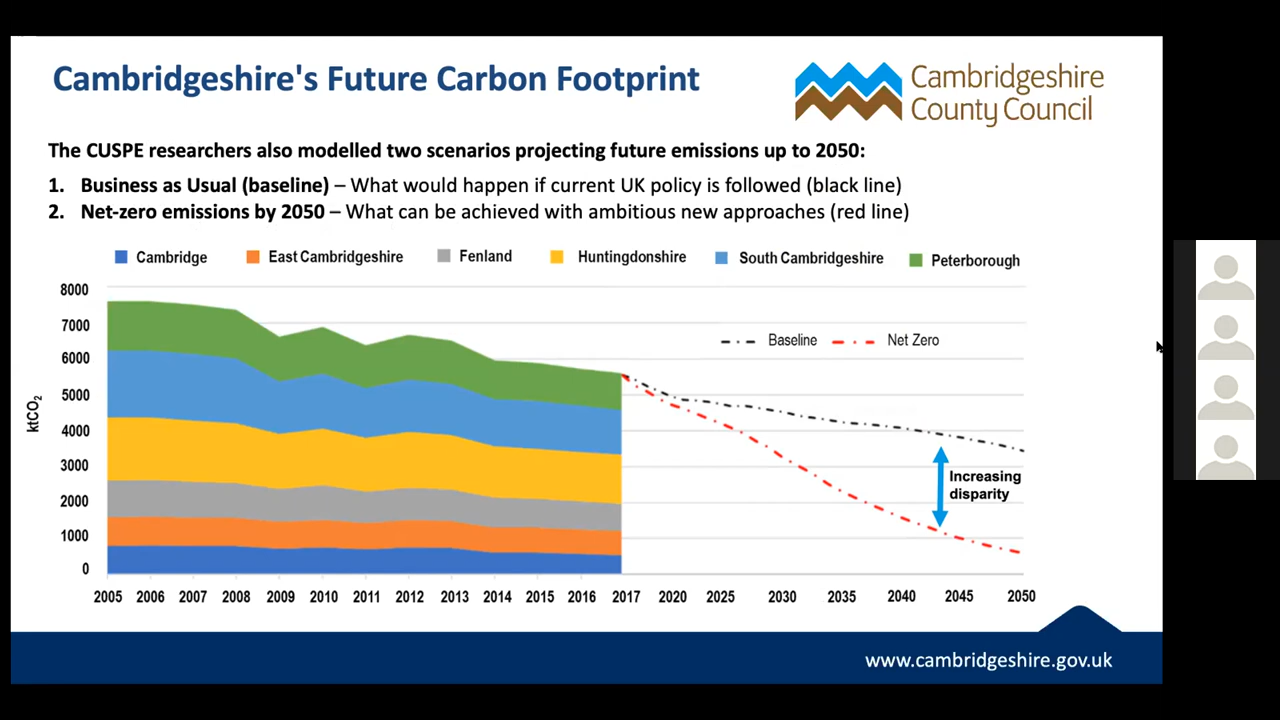 Cambridgeshire's Future Carbon Footprint
Cambridgeshire
County Council
The CUSPE researchers also modelled two scenarios projecting future emissions up to 2050:
1. Business as Usual (baseline) – What would happen if current UK policy is followed (black line)
2. Net-zero emissions by 2050 – What can be achieved with ambitious new approaches (red line)
Cambridge East Cambridgeshire Fenland Huntingdonshire South Cambridgeshire Peterborough
8000
7000
6000
5000
4000
3000
2000
1000
0
ktCO2
Baseline Net Zero
Increasing
disparity
2005 2006 2007 2008 2009 2010 2011 2012 2013 2014 2015 2016 2017 2020 2025 2030 2035 2040 2045 2050
www.cambridgeshire.gov.uk